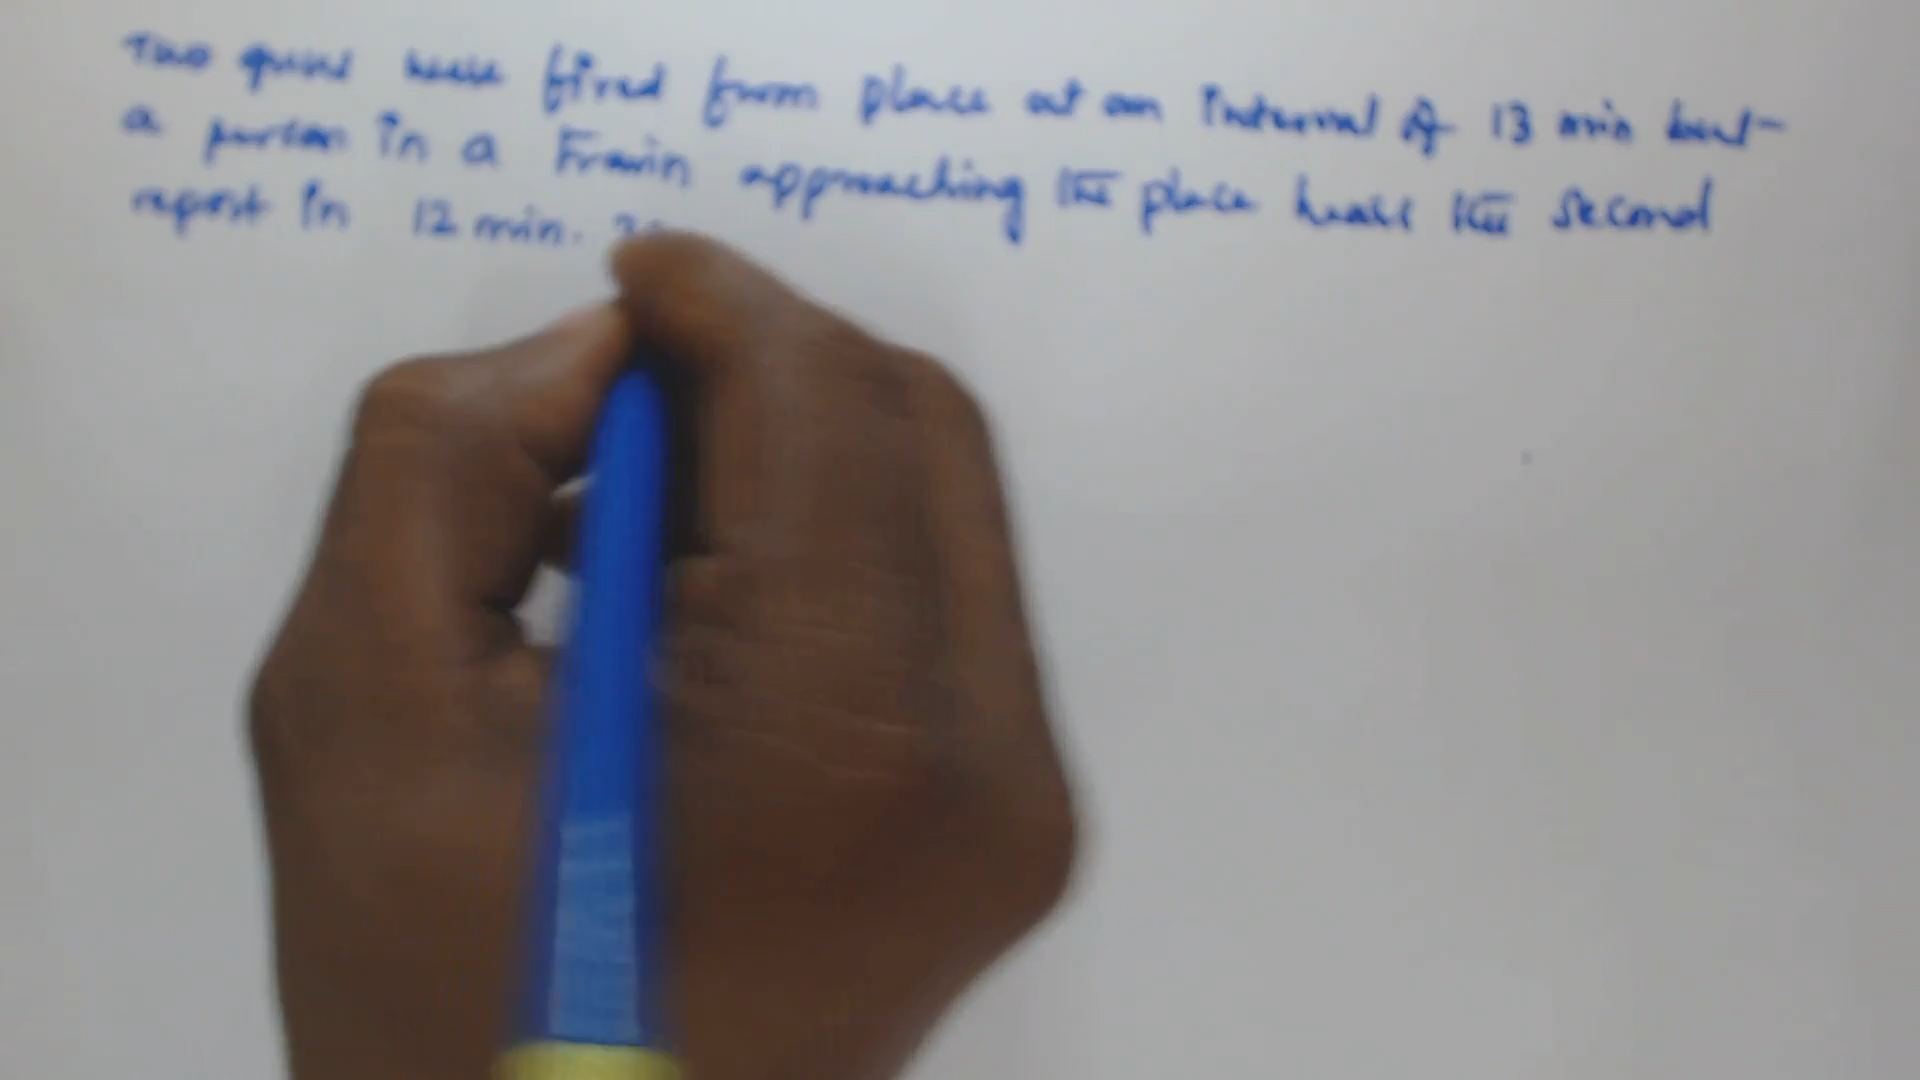 Two guns were fired from place at an interval of 13 min but
a person in a Train approaching the place hears the second
report in 12 min. 30